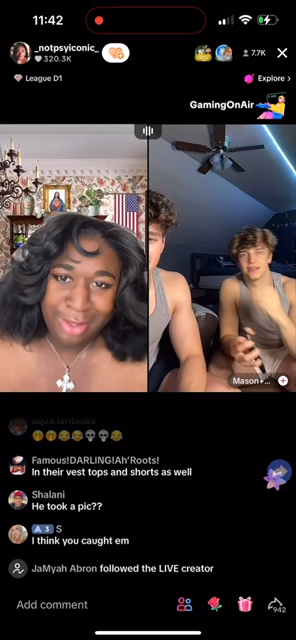 11:42
_notpsyiconic_
320.3K
7.7K
League D1
Explore >
GamingOnAir
Mason+...
aqua.fantasea
Famous!DARLING!Ah'Roots!
In their vest tops and shorts as well
Shalani
He took a pic??
3 S
I think you caught em
JaMyah Abron followed the LIVE creator
Add comment
942